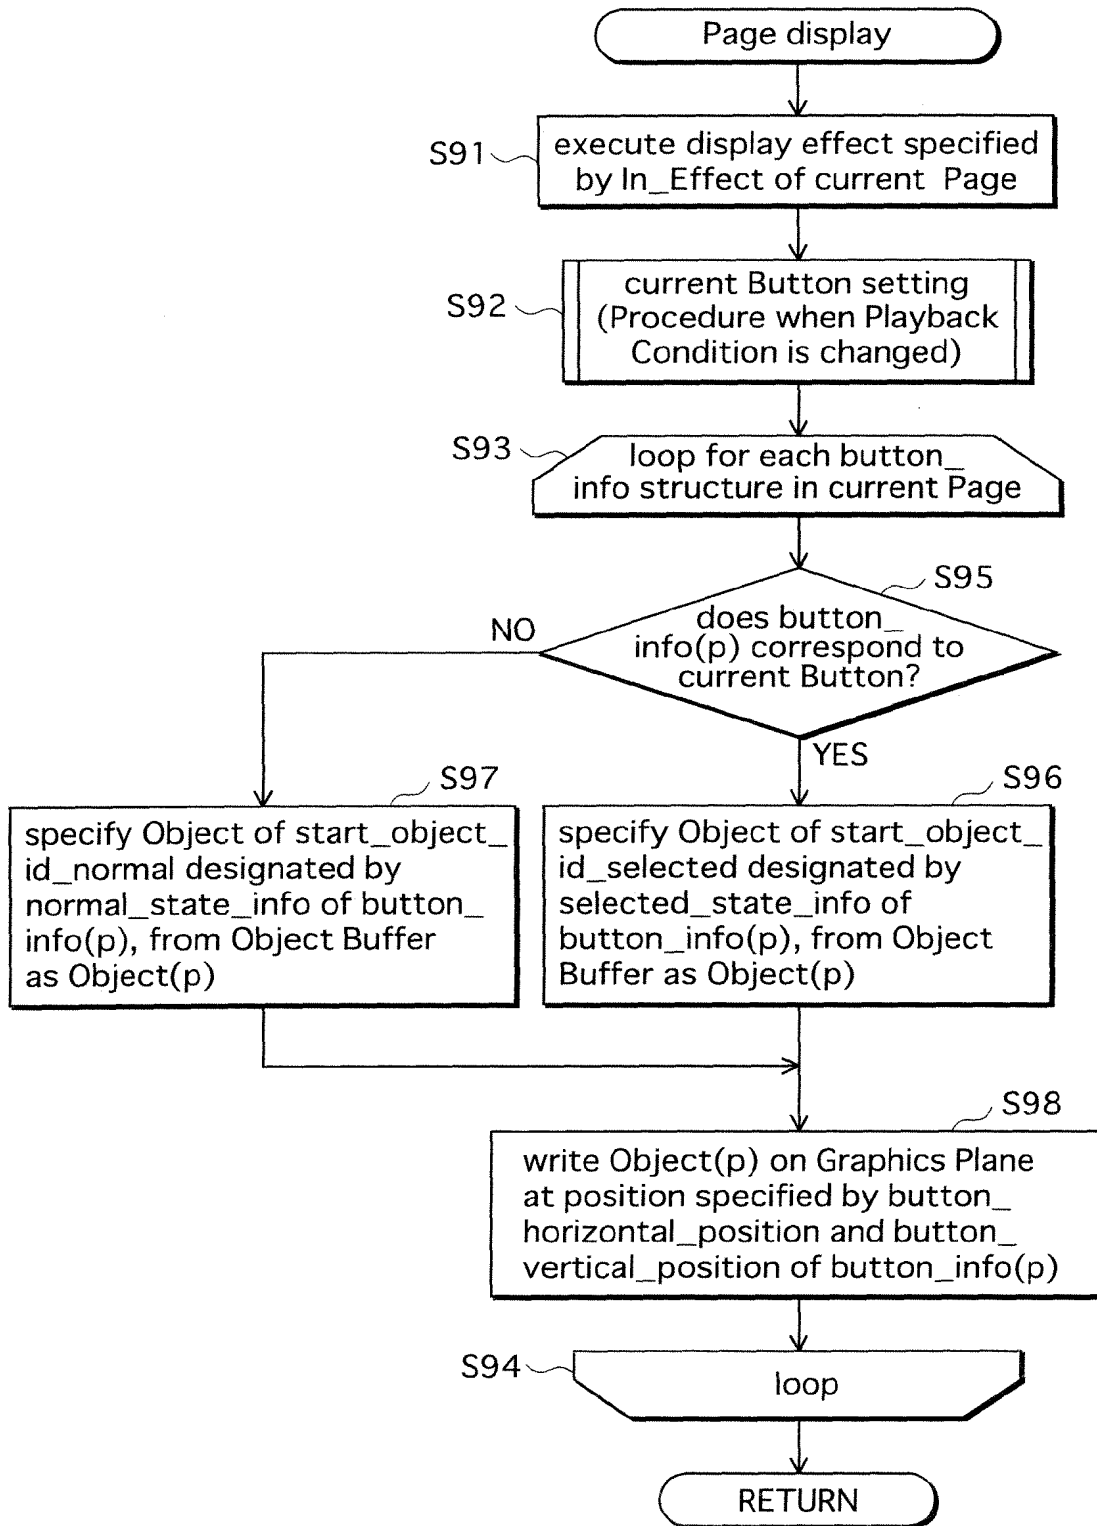 Page display
S91
execute display effect specified
by In_Effect of current Page
S92
current Button setting
(Procedure when Playback
Condition is changed)
S93
loop for each button_
info structure in current Page
S95
does button_
info(p) correspond to
current Button?
NO
YES
S97
specify Object of start_object_
id_normal designated by
normal_state_info of button_
info(p), from Object Buffer
as Object(p)
S96
specify Object of start_object_
id_selected designated by
selected_state_info of
button_info(p), from Object
Buffer as Object(p)
S98
write Object(p) on Graphics Plane
at position specified by button_
horizontal_position and button_
vertical_position of button_info(p)
S94
loop
RETURN